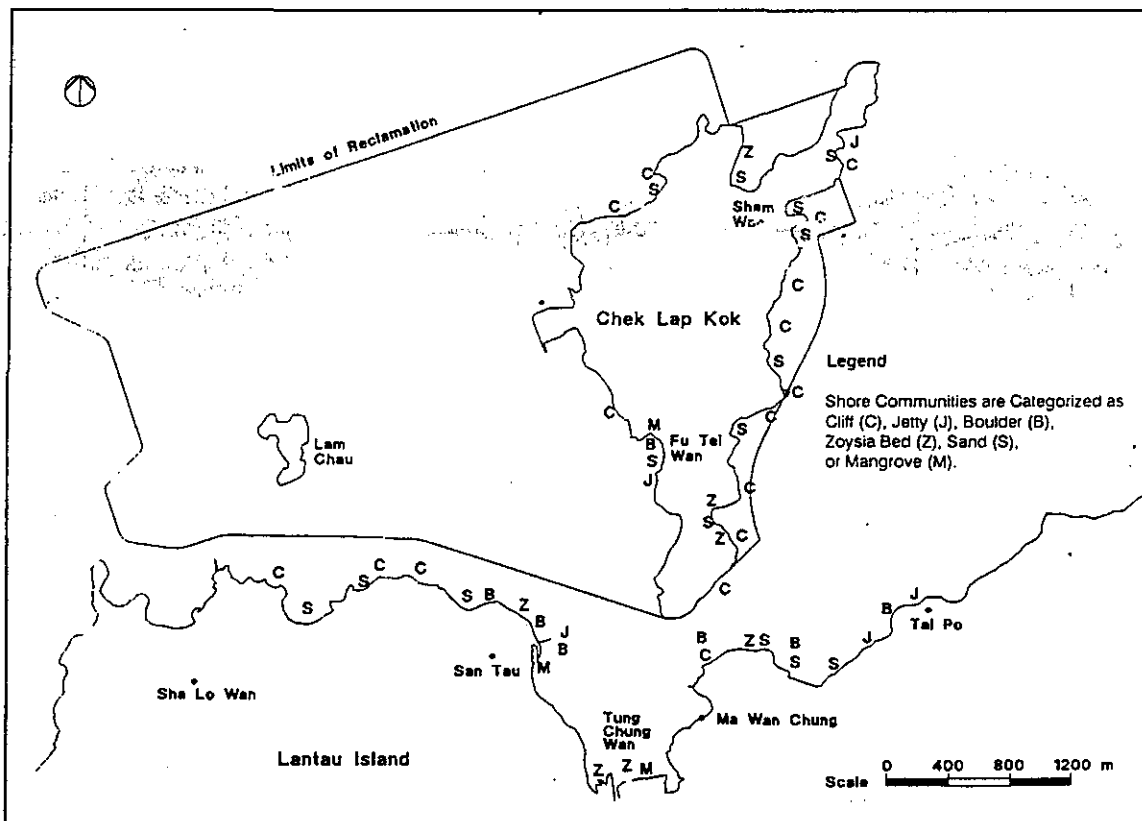 Limits of Reclamation
J
Z
S
C
S
C
S
C
Sham
S
C
S
C
Chek Lap Kok
C
S
Legend
Shore Communities are Categorized as
Cliff (C), Jetty (J), Boulder (B),
Zoysia Bed (Z), Sand (S),
or Mangrove (M).
C
C
C
M
S
B
Fu Tei
Wan
S
J
Lam
Chau
C
Z
S
Z
C
C
C
C
C
S
S
S
B
Z
B
J
B
M
San Tau
Sha Lo Wan
Lantau Island
Tung
Chung
Wan
Z
Z
M
B
C
Z
S
B
S
S
J
B
J
Tai Po
Ma Wan Chung
0 400 800 1200 m
Scale